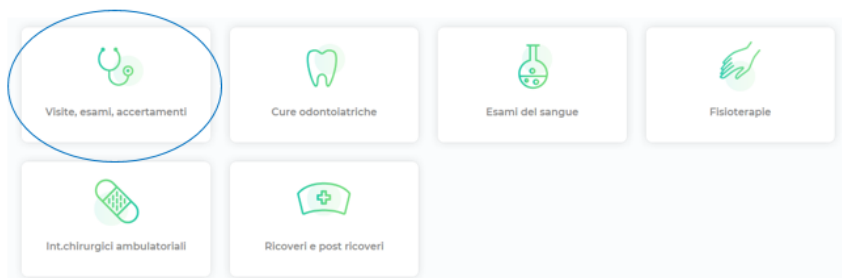 Visite, esami, accertamenti
Cure odontoiatriche
Esami del sangue
Fisioterapie
Int.chirurgici ambulatoriali
Ricoveri e post ricoveri